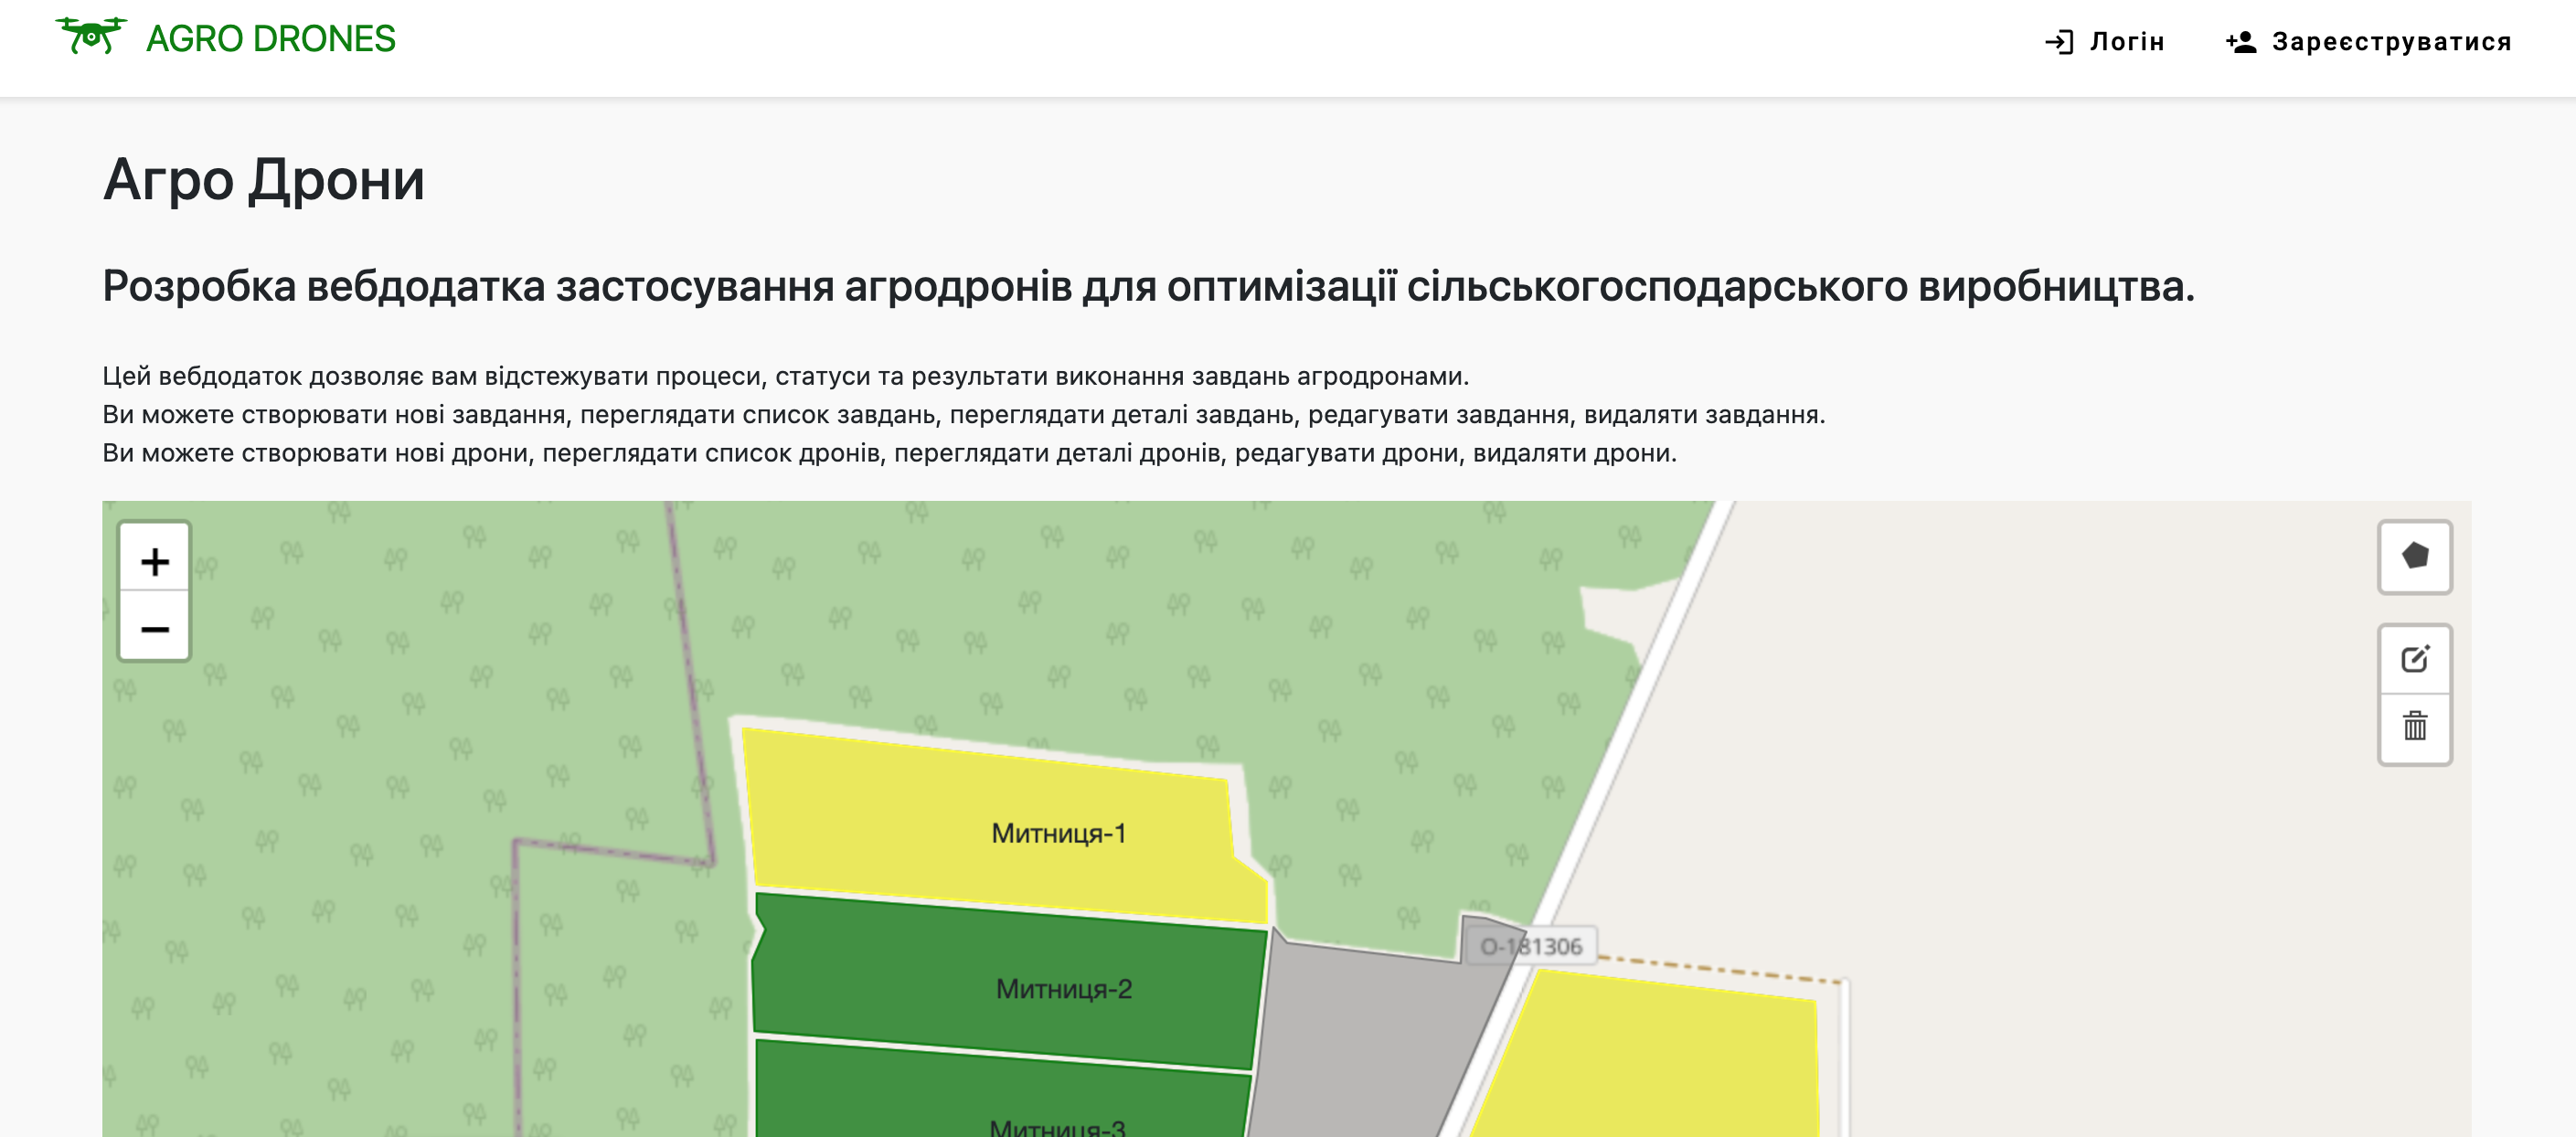 AGRO DRONES
Логін
Зареєструватися
Агро Дрони
Розробка вебдодатка застосування агродронів для оптимізації сільськогосподарського виробництва.
Цей вебдодаток дозволяє вам відстежувати процеси, статуси та результати виконання завдань агродронами.
Ви можете створювати нові завдання, переглядати список завдань, переглядати деталі завдань, редагувати завдання, видаляти завдання.
Ви можете створювати нові дрони, переглядати список дронів, переглядати деталі дронів, редагувати дрони, видаляти дрони.
+
−
Митниця-1
О-181306
Митниця-2
Митниця-3